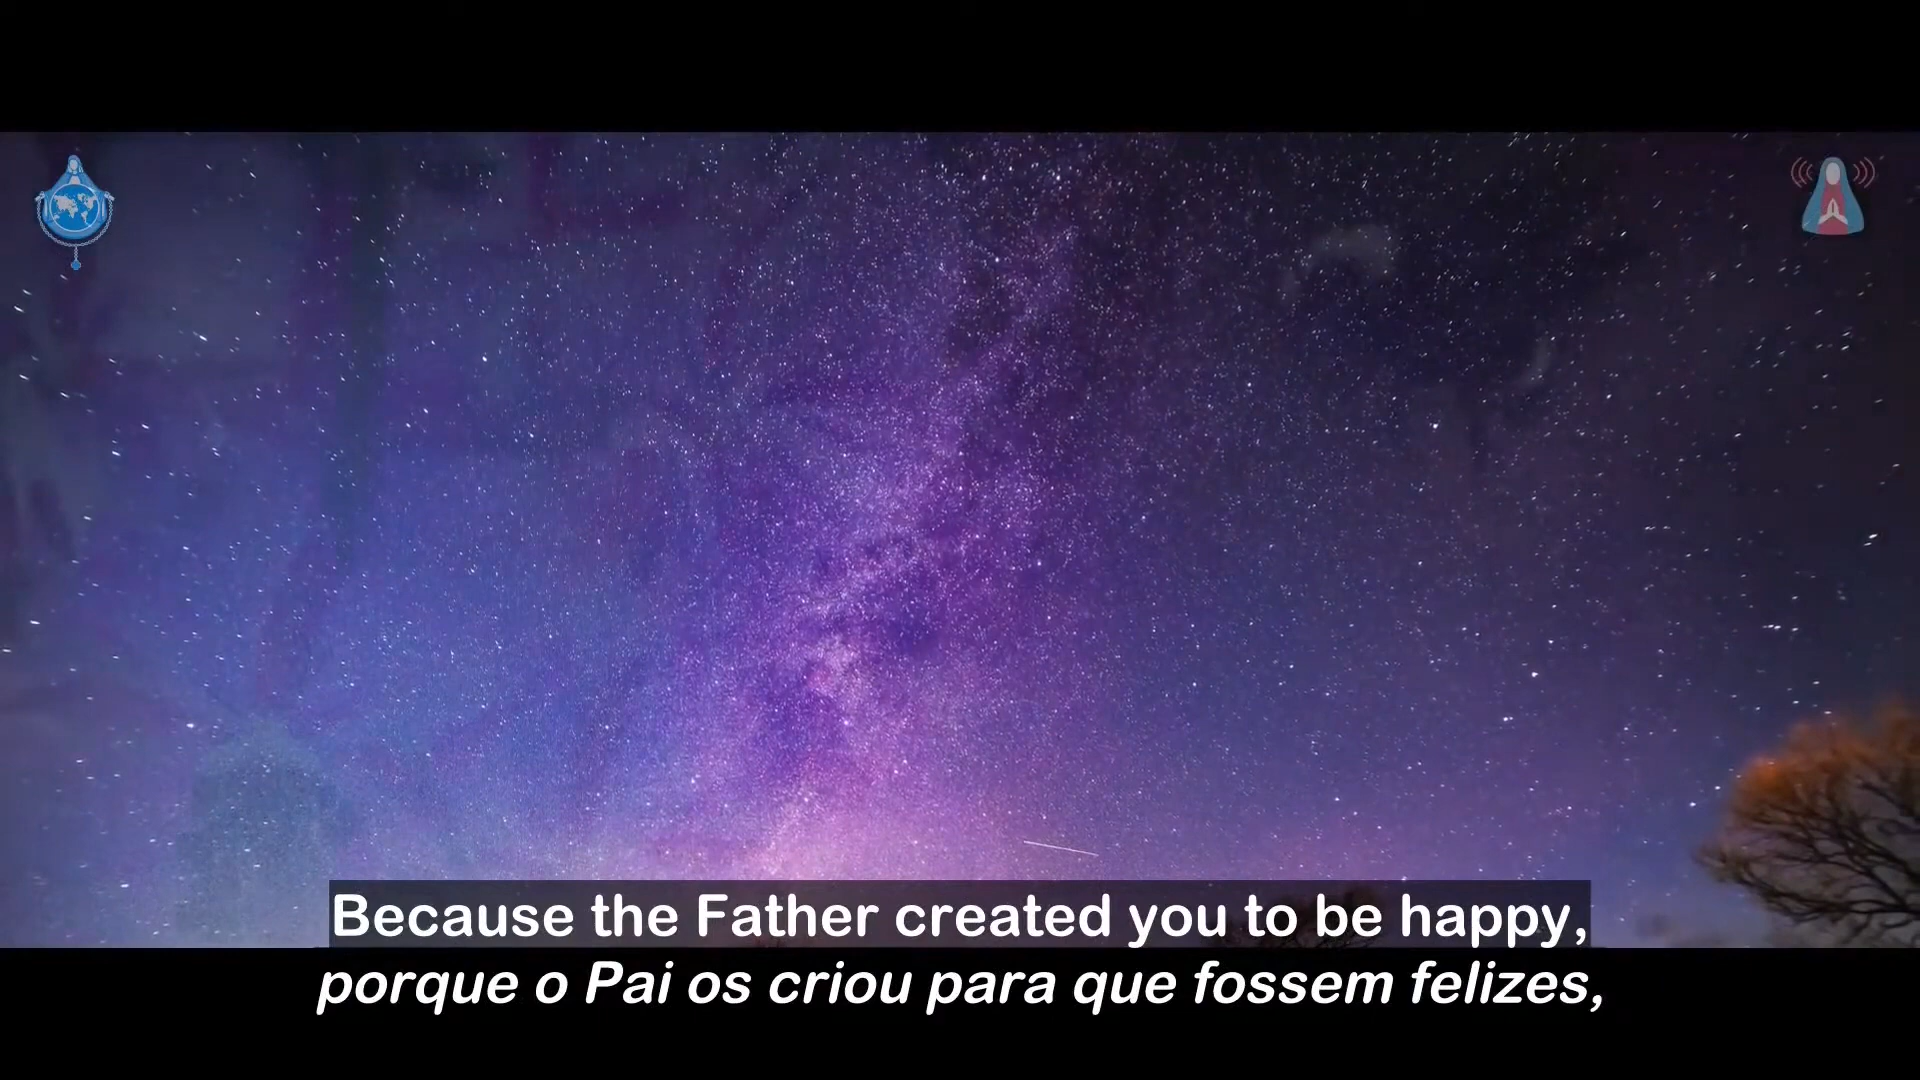 Because the Father created you to be happy,
porque o Pai os criou para que fossem felizes,